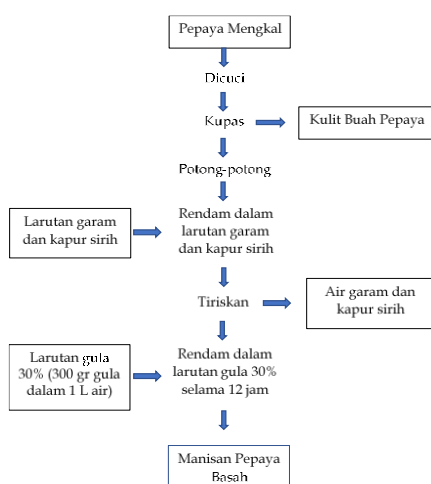 Pepaya Mengkal
Dicuci
Kupas
Kulit Buah Pepaya
Potong-potong
Larutan garam
dan kapur sirih
Rendam dalam
larutan garam
dan kapur sirih
Tiriskan
Air garam dan
kapur sirih
Larutan gula
30% (300 gr gula
dalam 1 L air)
Rendam dalam
larutan gula 30%
selama 12 jam
Manisan Pepaya
Basah